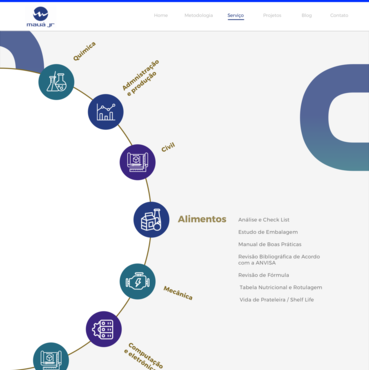 mauá jr
Home
Metodologia
Serviço
Projetos
Blog
Contato
Química
Admnistração
e produção
Civil
Alimentos
Análise e Check List
Estudo de Embalagem
Manual de Boas Práticas
Revisão Bibliográfica de Acordo
com a ANVISA
Revisão de Fórmula
Tabela Nutricional e Rotulagem
Vida de Prateleira / Shelf Life
Mecânica
Computação
e eletrônica